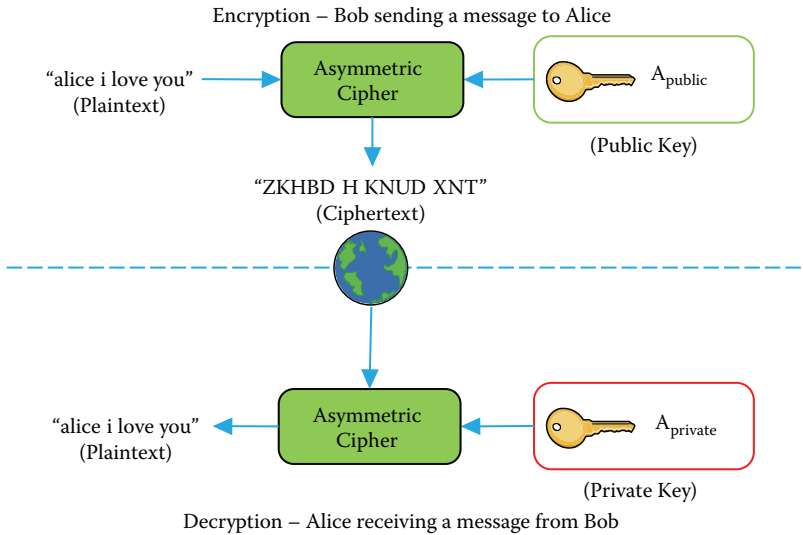 Encryption – Bob sending a message to Alice
“alice i love you”
(Plaintext)
Asymmetric
Cipher
Apublic
(Public Key)
“ZKHBD H KNUD XNT”
(Ciphertext)
“alice i love you”
(Plaintext)
Asymmetric
Cipher
Aprivate
(Private Key)
Decryption – Alice receiving a message from Bob